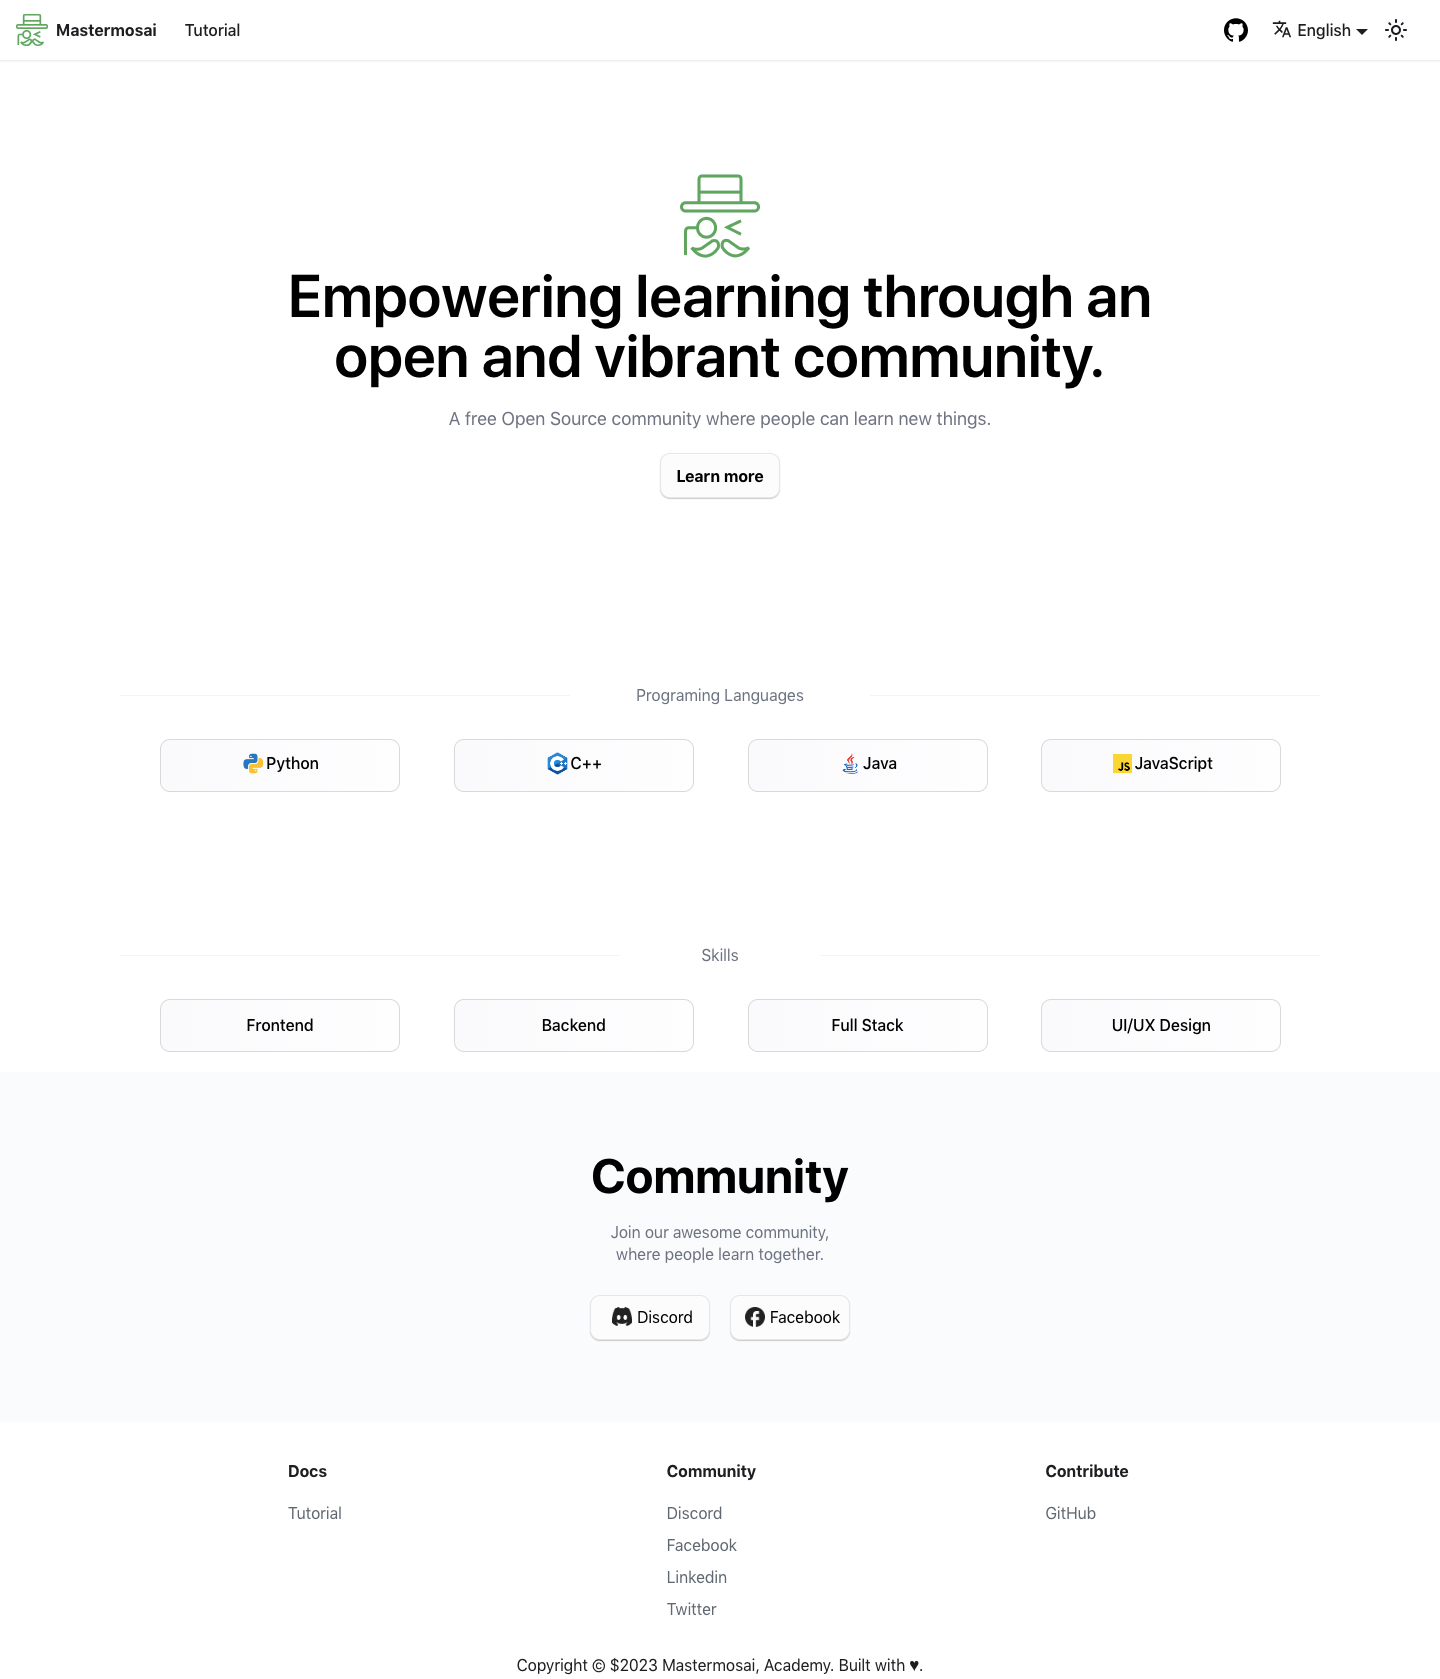 Mastermosai
Tutorial
English
Empowering learning through an
open and vibrant community.
A free Open Source community where people can learn new things.
Learn more
Programing Languages
Python
C++
Java
JS JavaScript
Skills
Frontend
Backend
Full Stack
UI/UX Design
Community
Join our awesome community,
where people learn together.
Discord
Facebook
Docs
Tutorial
Community
Discord
Facebook
Linkedin
Twitter
Contribute
GitHub
Copyright © $2023 Mastermosai, Academy. Built with ♥.